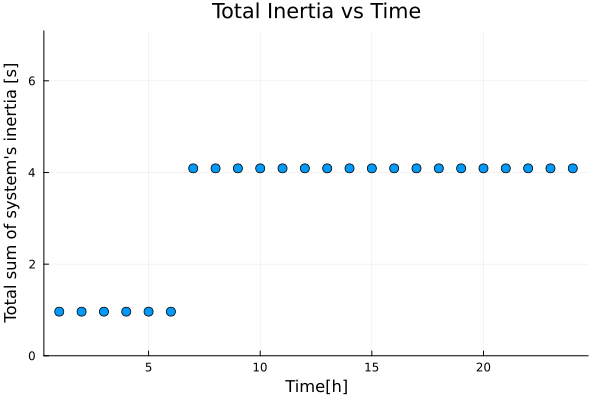 Total Inertia vs Time
Total sum of system's inertia [s]
6
4
2
0
5 10 15 20
Time[h]